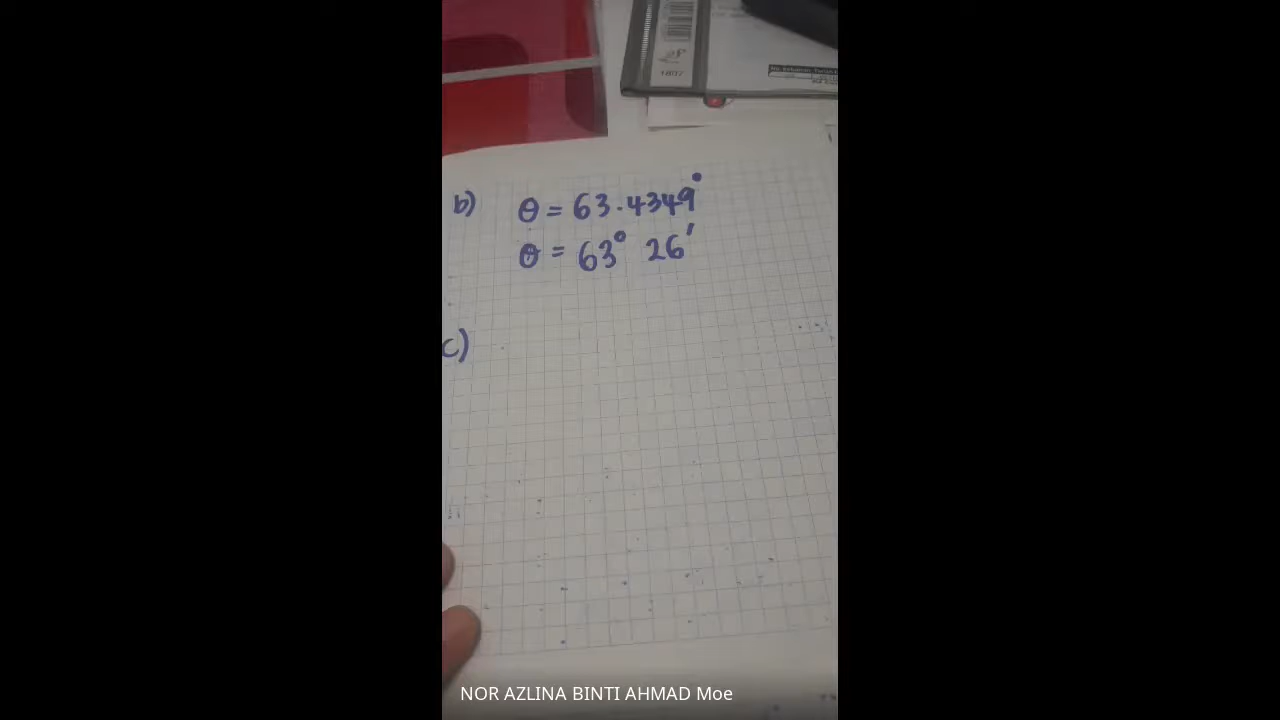 b) θ = 63.4349°
θ = 63° 26'
c)
NOR AZLINA BINTI AHMAD Moe